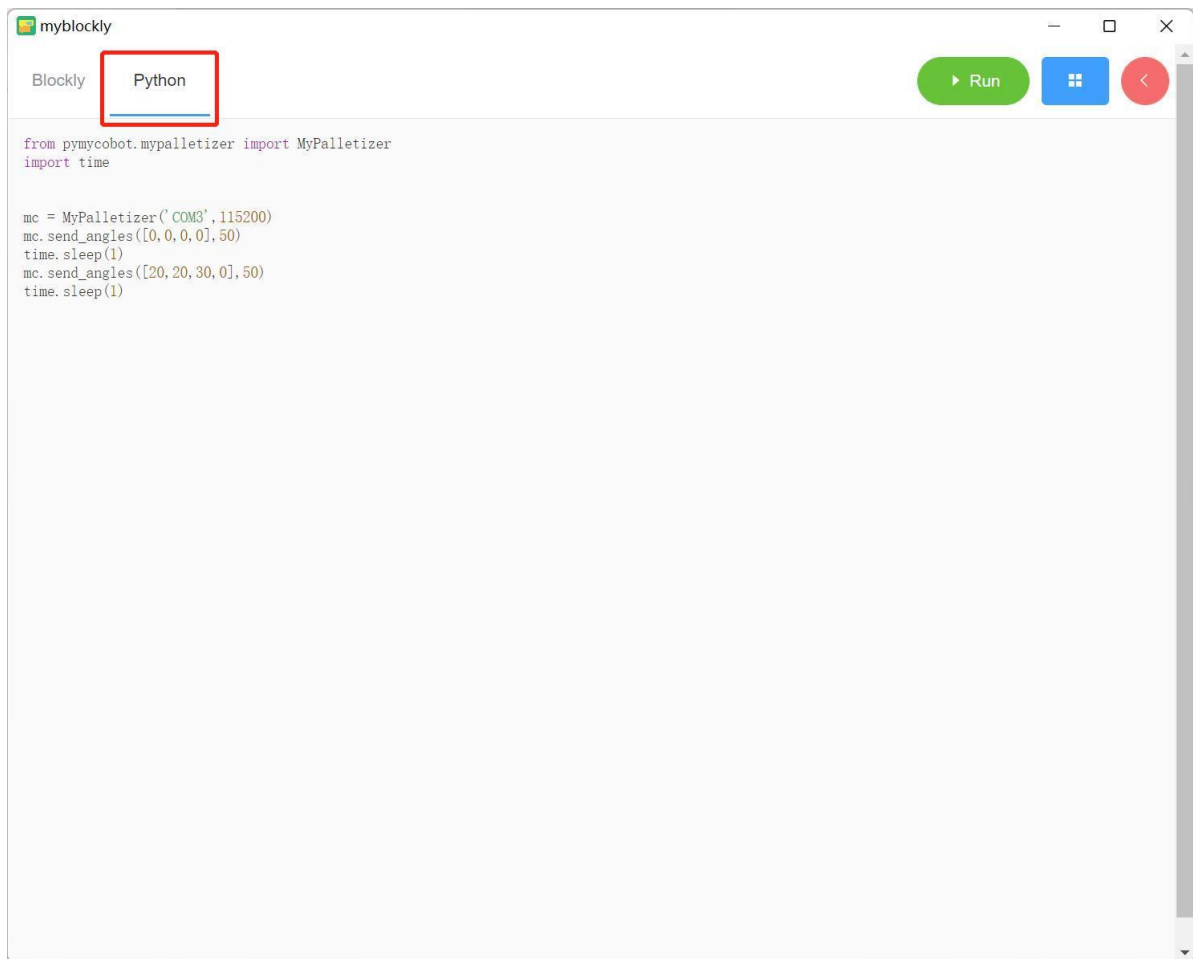 myblockly
Blockly Python Run
from pymycobot.mypalletizer import MyPalletizer
import time
mc = MyPalletizer('COM3',115200)
mc.send_angles([0,0,0,0],50)
time.sleep(1)
mc.send_angles([20,20,30,0],50)
time.sleep(1)